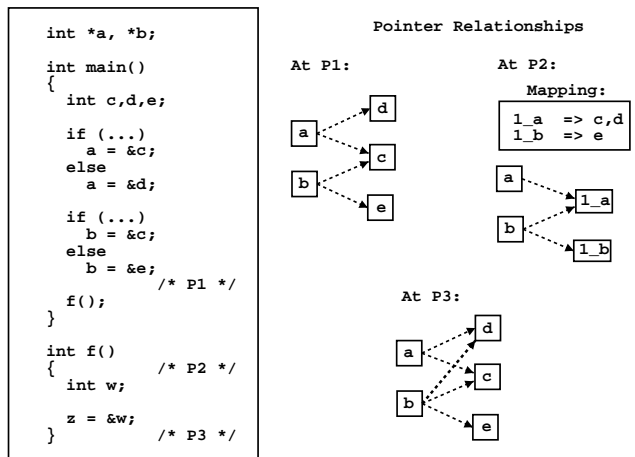 int *a, *b;
int main()
{
int c,d,e;
if (...)
a = &c;
else
a = &d;
if (...)
b = &c;
else
b = &e;
/* P1 */
f();
}
int f()
{ /* P2 */
int w;
z = &w;
} /* P3 */
Pointer Relationships
At P1:
a
b
d
c
e
At P2:
Mapping:
1_a => c,d
1_b => e
a
b
1_a
1_b
At P3:
a
b
d
c
e